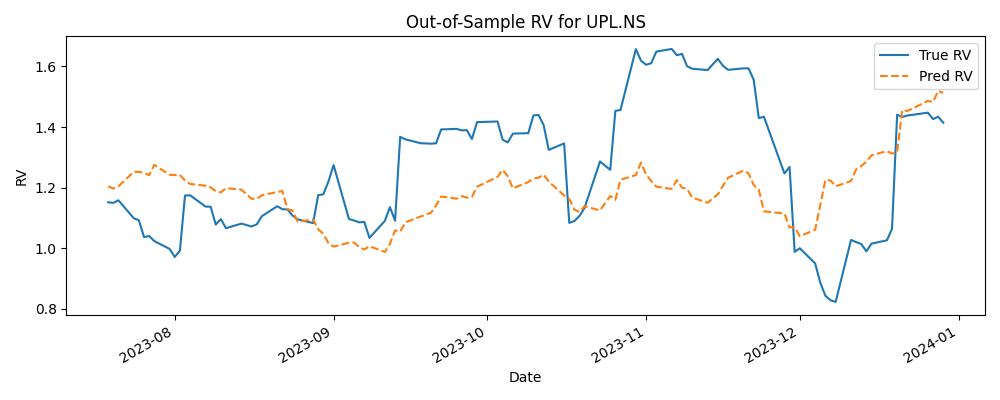 Out-of-Sample RV for UPL.NS
True RV
Pred RV
RV
1.6
1.4
1.2
1.0
0.8
2023-08
2023-09
2023-10
2023-11
2023-12
2024-01
Date